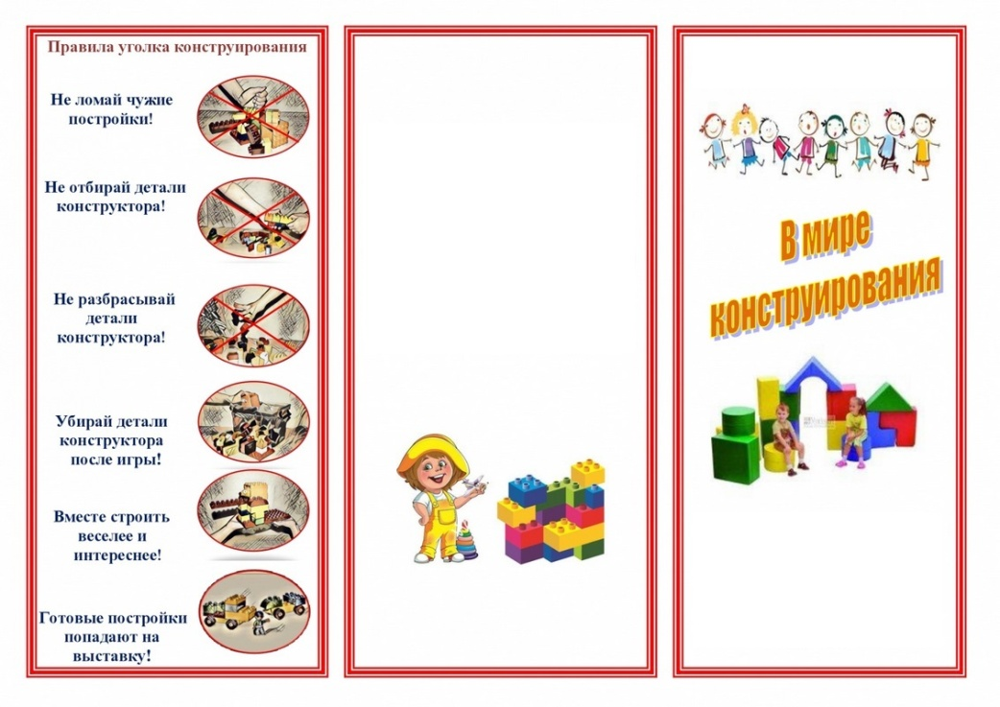 Правила уголка конструирования
Не ломай чужие
постройки!
Не отбирай детали
конструктора!
Не разбрасывай
детали
конструктора!
Убирай детали
конструктора
после игры!
Вместе строить
веселее и
интереснее!
Готовые постройки
попадают на
выставку!
В мире
конструирования